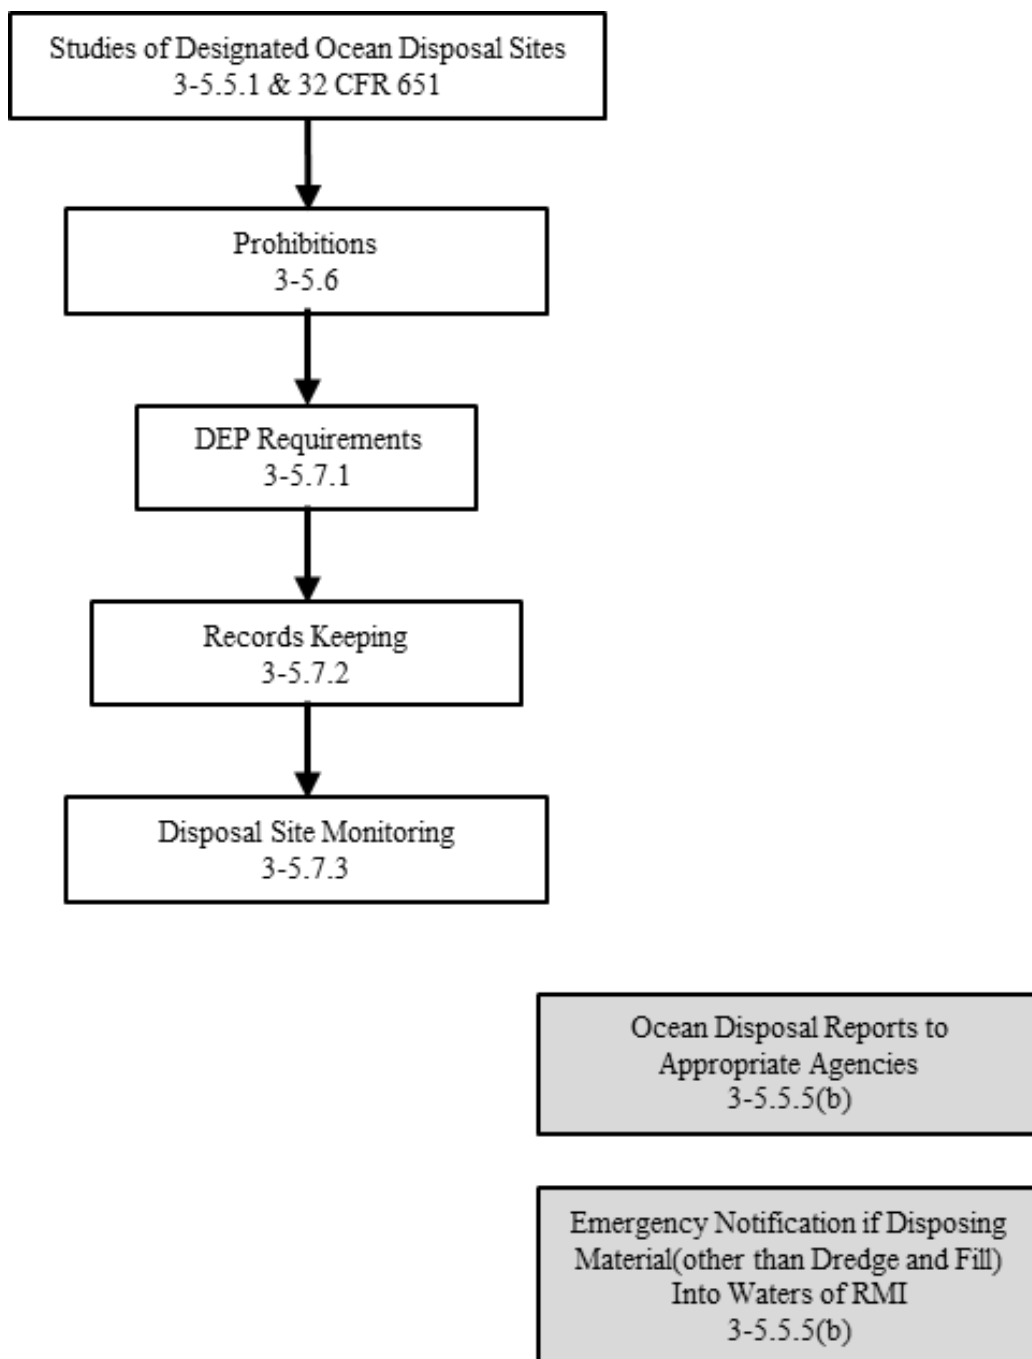 Studies of Designated Ocean Disposal Sites
3-5.5.1 & 32 CFR 651
Prohibitions
3-5.6
DEP Requirements
3-5.7.1
Records Keeping
3-5.7.2
Disposal Site Monitoring
3-5.7.3
Ocean Disposal Reports to
Appropriate Agencies
3-5.5.5(b)
Emergency Notification if Disposing
Material(other than Dredge and Fill)
Into Waters of RMI
3-5.5.5(b)